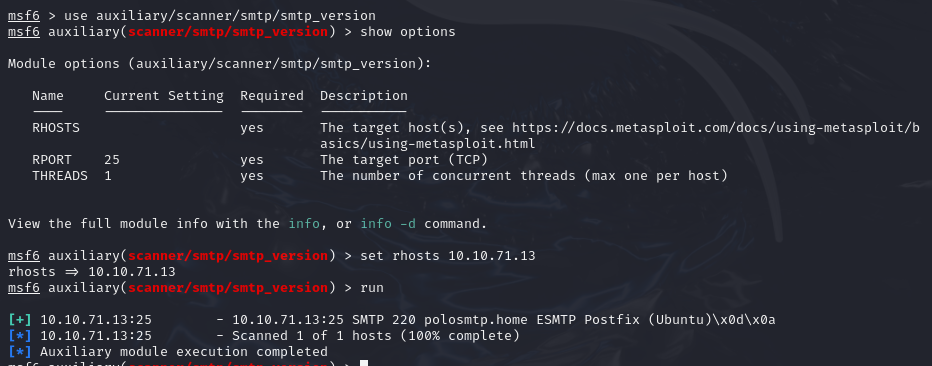 msf6 > use auxiliary/scanner/smtp/smtp_version
msf6 auxiliary(scanner/smtp/smtp_version) > show options
Module options (auxiliary/scanner/smtp/smtp_version):
Name Current Setting Required Description
---- --------------- -------- -----------
RHOSTS yes The target host(s), see https://docs.metasploit.com/docs/using-metasploit/b
asics/using-metasploit.html
RPORT 25 yes The target port (TCP)
THREADS 1 yes The number of concurrent threads (max one per host)
View the full module info with the info, or info -d command.
msf6 auxiliary(scanner/smtp/smtp_version) > set rhosts 10.10.71.13
rhosts => 10.10.71.13
msf6 auxiliary(scanner/smtp/smtp_version) > run
[+] 10.10.71.13:25 - 10.10.71.13:25 SMTP 220 polosmtp.home ESMTP Postfix (Ubuntu)\x0d\x0a
[*] 10.10.71.13:25 - Scanned 1 of 1 hosts (100% complete)
[*] Auxiliary module execution completed
msf6 auxiliary(scanner/smtp/smtp_version) >